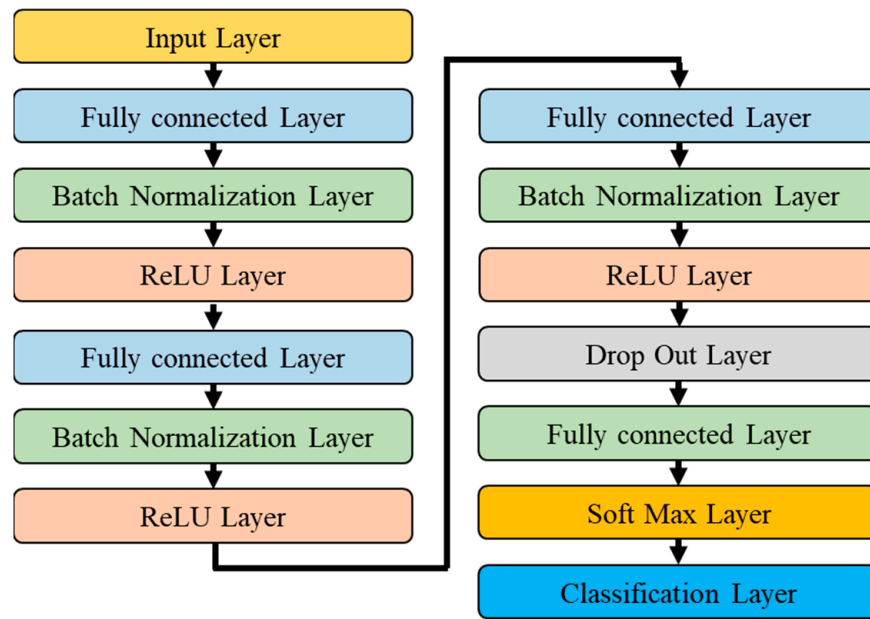 Input Layer
Fully connected Layer
Batch Normalization Layer
ReLU Layer
Fully connected Layer
Batch Normalization Layer
ReLU Layer
Fully connected Layer
Batch Normalization Layer
ReLU Layer
Drop Out Layer
Fully connected Layer
Soft Max Layer
Classification Layer